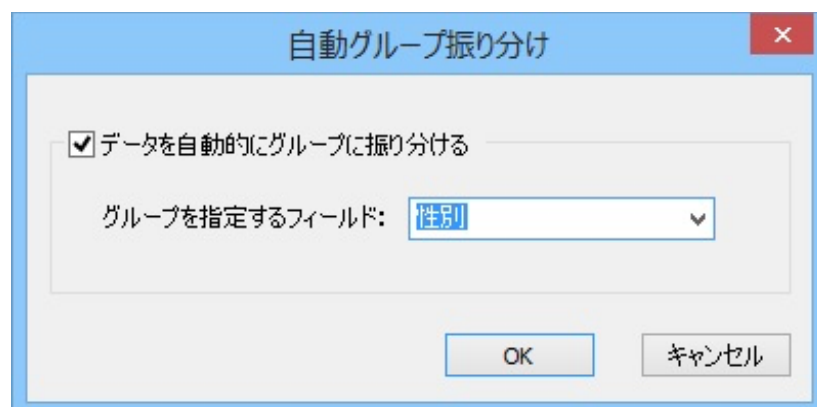 自動グループ振り分け
データを自動的にグループに振り分ける
グループを指定するフィールド: 性別
OK キャンセル